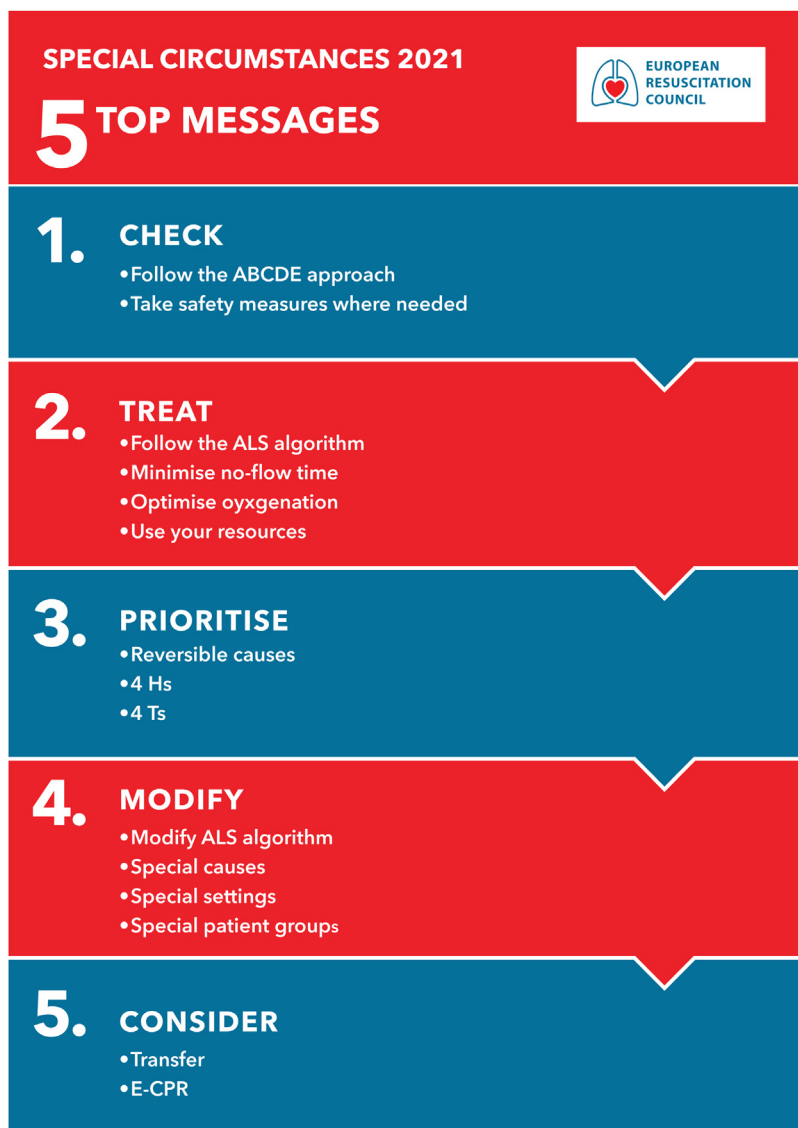 SPECIAL CIRCUMSTANCES 2021
5 TOP MESSAGES
EUROPEAN
RESUSCITATION
COUNCIL
1. CHECK
•Follow the ABCDE approach
•Take safety measures where needed
2. TREAT
•Follow the ALS algorithm
•Minimise no-flow time
•Optimise oyxgenation
•Use your resources
3. PRIORITISE
•Reversible causes
•4 Hs
•4 Ts
4. MODIFY
•Modify ALS algorithm
•Special causes
•Special settings
•Special patient groups
5. CONSIDER
•Transfer
•E-CPR